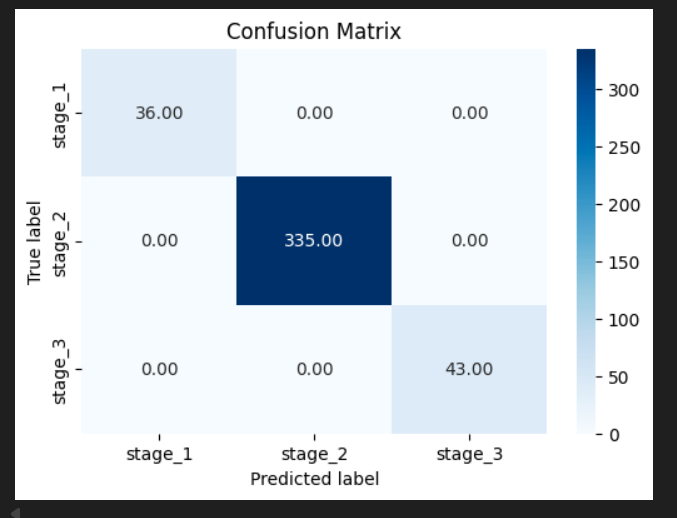 Confusion Matrix
stage_1
36.00 0.00 0.00
stage_2
0.00 335.00 0.00
stage_3
0.00 0.00 43.00
True label
stage_1 stage_2 stage_3
Predicted label
300
250
200
150
100
50
0